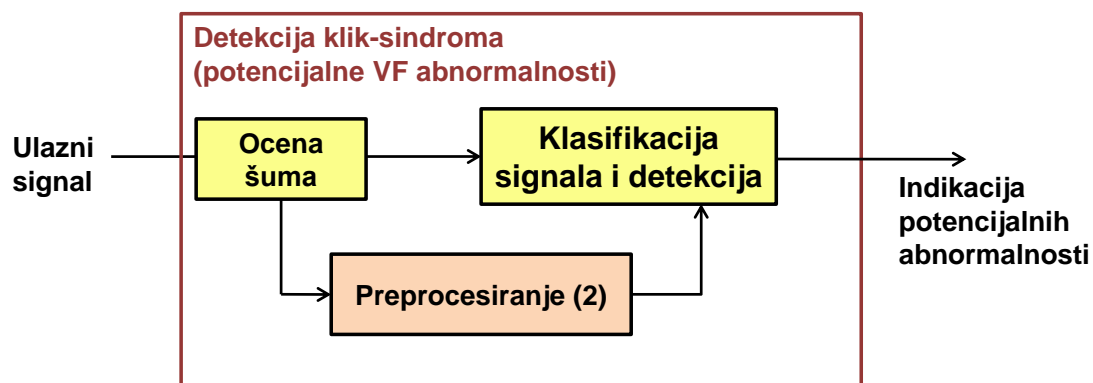 Detekcija klik-sindroma
(potencijalne VF abnormalnosti)
Ulazni
signal
Ocena
šuma
Klasifikacija
signala i detekcija
Indikacija
potencijalnih
abnormalnosti
Preprocesiranje (2)